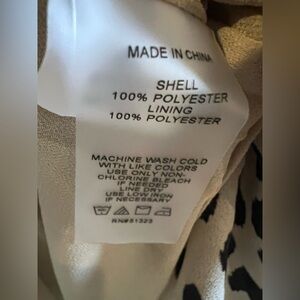 MADE IN CHINA
SHELL
100% POLYESTER
LINING
100% POLYESTER
MACHINE WASH COLD
WITH LIKE COLORS
USE ONLY NON-
CHLORINE BLEACH
IF NEEDED
LINE DRY
USE LOW IRON
IF NECESSARY
RN#51323